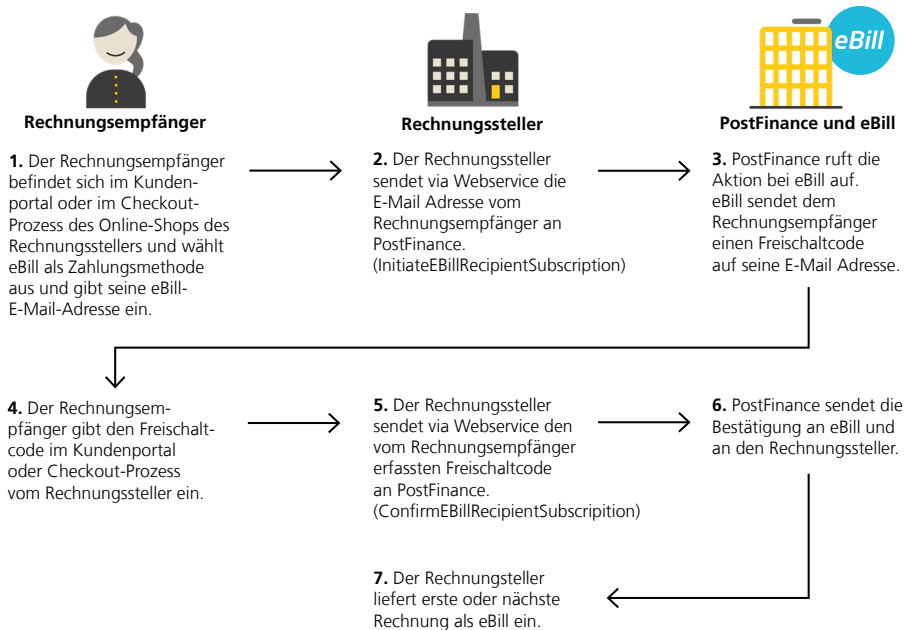 eBill
Rechnungsempfänger
1. Der Rechnungsempfänger
befindet sich im Kunden-
portal oder im Checkout-
Prozess des Online-Shops des
Rechnungsstellers und wählt
eBill als Zahlungsmethode
aus und gibt seine eBill-
E-Mail-Adresse ein.
Rechnungssteller
2. Der Rechnungssteller
sendet via Webservice die
E-Mail Adresse vom
Rechnungsempfänger an
PostFinance.
(InitiateEBillRecipientSubscription)
PostFinance und eBill
3. PostFinance ruft die
Aktion bei eBill auf.
eBill sendet dem
Rechnungsempfänger
einen Freischaltcode
auf seine E-Mail Adresse.
4. Der Rechnungsem-
pfänger gibt den Freischalt-
code im Kundenportal
oder Checkout-Prozess
vom Rechnungssteller ein.
5. Der Rechnungssteller
sendet via Webservice den
vom Rechnungsempfänger
erfassten Freischaltcode
an PostFinance.
(ConfirmEBillRecipientSubscripition)
6. PostFinance sendet die
Bestätigung an eBill und
an den Rechnungssteller.
7. Der Rechnungsteller
liefert erste oder nächste
Rechnung als eBill ein.